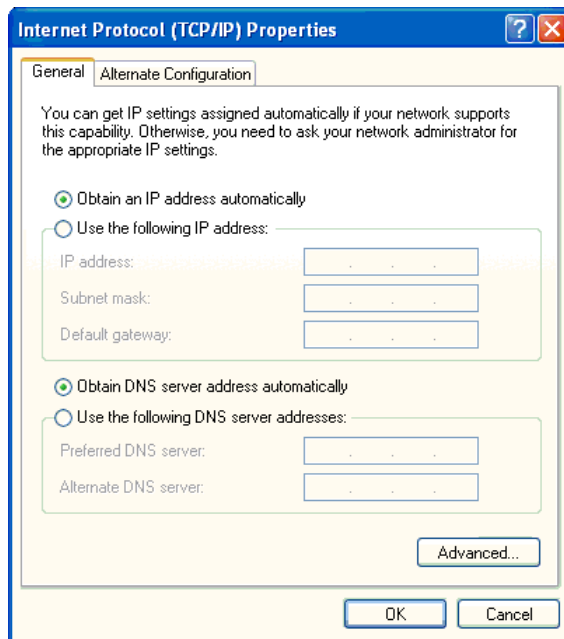 Internet Protocol (TCP/IP) Properties
General
Alternate Configuration
You can get IP settings assigned automatically if your network supports
this capability. Otherwise, you need to ask your network administrator for
the appropriate IP settings.
Obtain an IP address automatically
Use the following IP address:
IP address:
Subnet mask:
Default gateway:
Obtain DNS server address automatically
Use the following DNS server addresses:
Preferred DNS server:
Alternate DNS server:
Advanced...
OK
Cancel